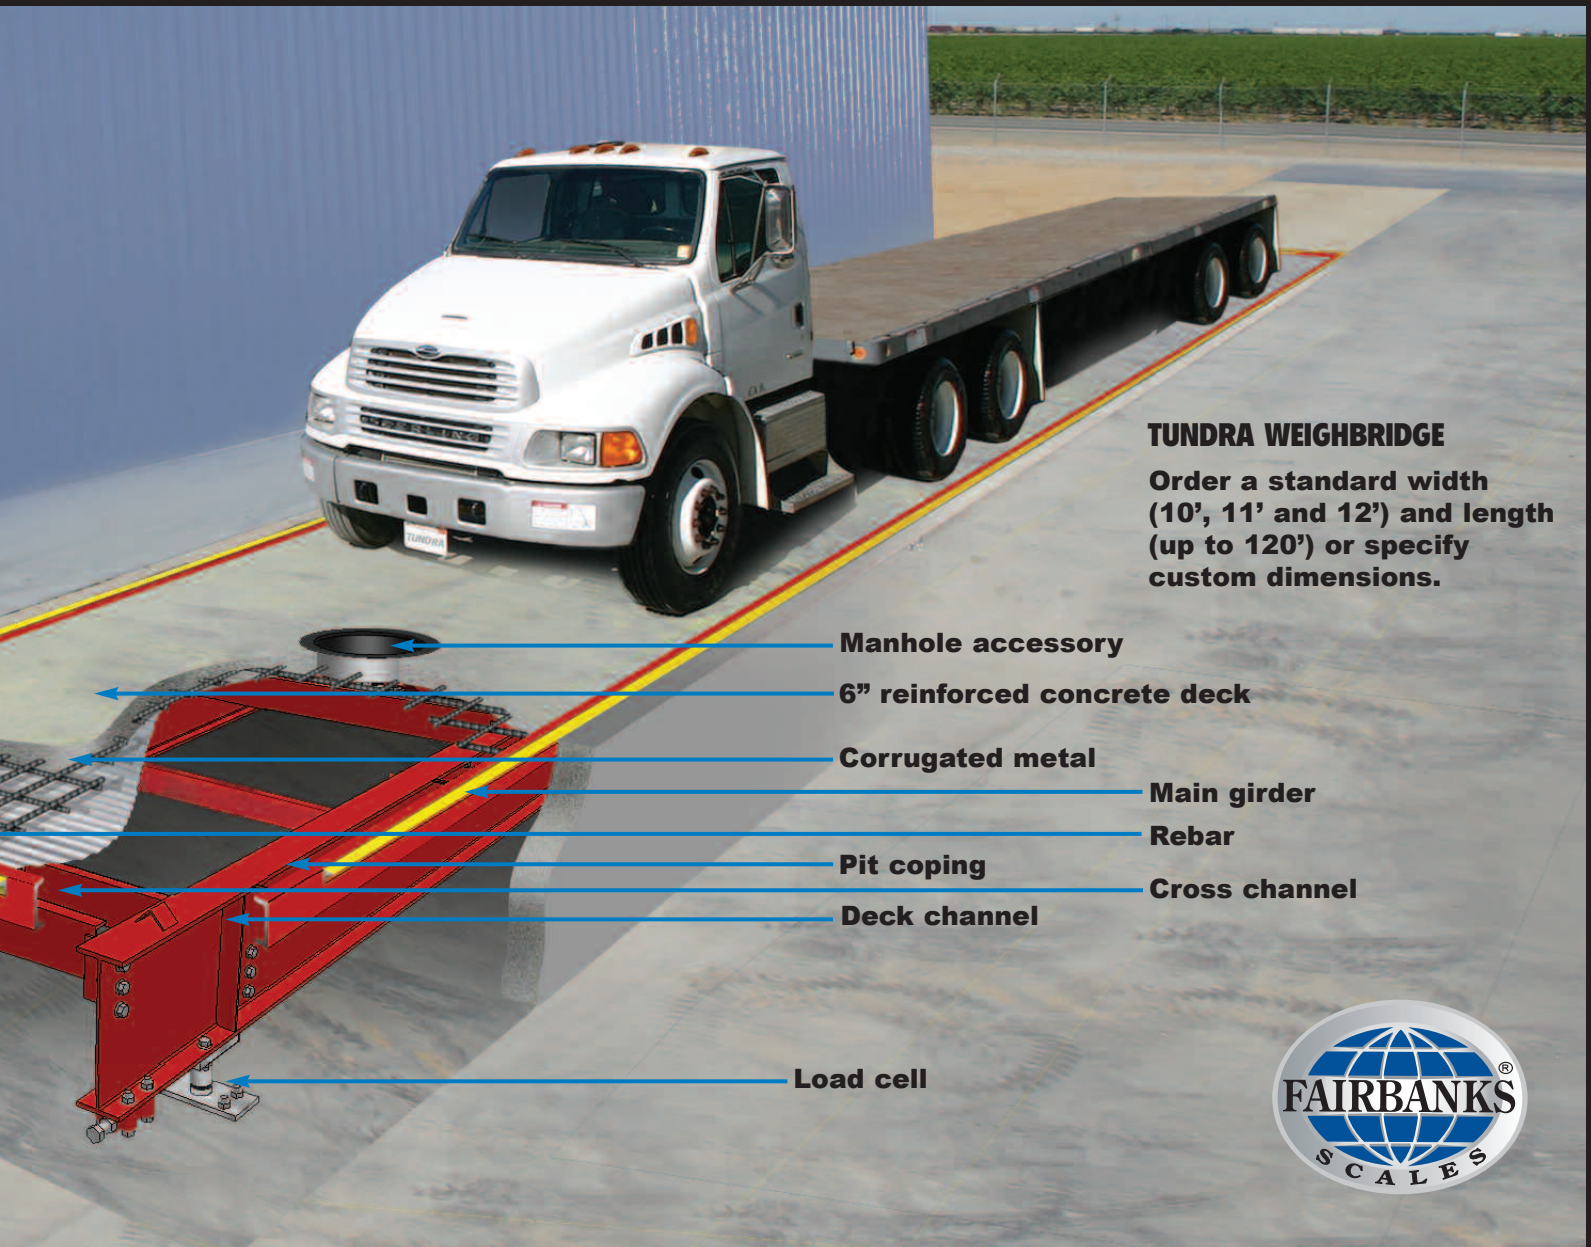 STERLING
TUNDRA
TUNDRA WEIGHBRIDGE
Order a standard width
(10’, 11’ and 12’) and length
(up to 120’) or specify
custom dimensions.
Manhole accessory
6” reinforced concrete deck
Corrugated metal
Main girder
Rebar
Pit coping
Cross channel
Deck channel
Load cell
FAIRBANKS®
SCALES